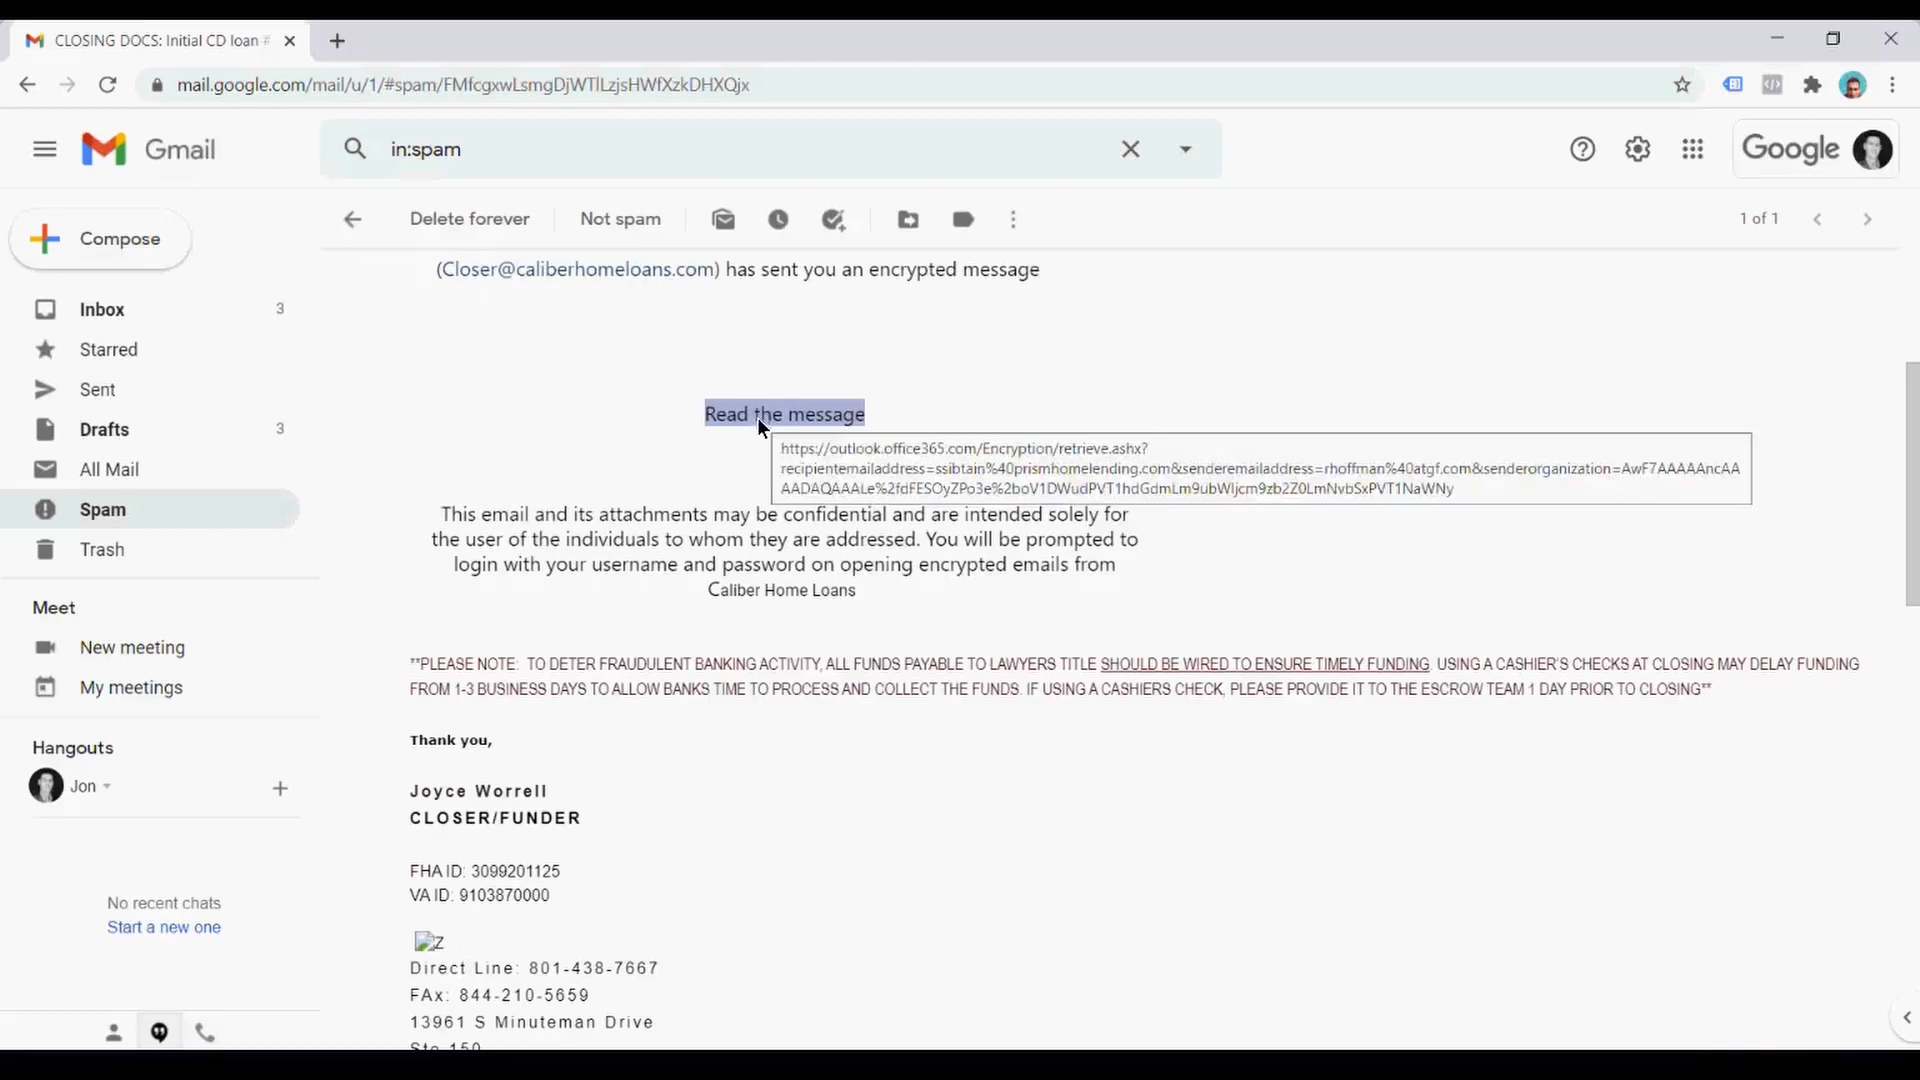 CLOSING DOCS: Initial CD loan #
mail.google.com/mail/u/1/#spam/FMfcgxwLsmgDjWTlLzjsHWfXzkDHXQjx
Gmail
in:spam
Google
Compose
Delete forever
Not spam
1 of 1
Inbox 3
Starred
Sent
Drafts 3
All Mail
Spam
Trash
Meet
New meeting
My meetings
Hangouts
Jon
No recent chats
Start a new one
(Closer@caliberhomeloans.com) has sent you an encrypted message
Read the message
https://outlook.office365.com/Encryption/retrieve.ashx?
recipientemailaddress=ssibtain%40prismhomelending.com&senderemailaddress=rhoffman%40atgf.com&senderorganization=AwF7AAAAAncAA
AADAQAAALe%2fdFESOyZPo3e%2boV1DWudPVT1hdGdmLm9ubWljcm9zb2Z0LmNvbSxPVT1NaWNy
This email and its attachments may be confidential and are intended solely for
the user of the individuals to whom they are addressed. You will be prompted to
login with your username and password on opening encrypted emails from
Caliber Home Loans
**PLEASE NOTE: TO DETER FRAUDULENT BANKING ACTIVITY, ALL FUNDS PAYABLE TO LAWYERS TITLE SHOULD BE WIRED TO ENSURE TIMELY FUNDING. USING A CASHIER'S CHECKS AT CLOSING MAY DELAY FUNDING
FROM 1-3 BUSINESS DAYS TO ALLOW BANKS TIME TO PROCESS AND COLLECT THE FUNDS. IF USING A CASHIERS CHECK, PLEASE PROVIDE IT TO THE ESCROW TEAM 1 DAY PRIOR TO CLOSING**
Thank you,
Joyce Worrell
CLOSER/FUNDER
FHA ID: 3099201125
VA ID: 9103870000
Z
Direct Line: 801-438-7667
FAx: 844-210-5659
13961 S Minuteman Drive
Ste 150